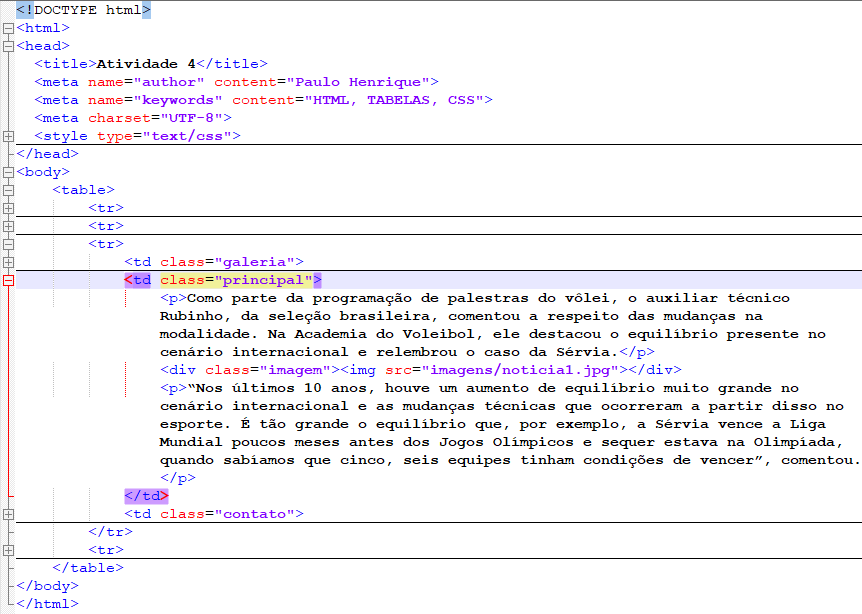 <!DOCTYPE html>
<html>
<head>
<title>Atividade 4</title>
<meta name="author" content="Paulo Henrique">
<meta name="keywords" content="HTML, TABELAS, CSS">
<meta charset="UTF-8">
<style type="text/css">
</head>
<body>
<table>
<tr>
<tr>
<tr>
<td class="galeria">
<td class="principal">
<p>Como parte da programação de palestras do vôlei, o auxiliar técnico
Rubinho, da seleção brasileira, comentou a respeito das mudanças na
modalidade. Na Academia do Voleibol, ele destacou o equilíbrio presente no
cenário internacional e relembrou o caso da Sérvia.</p>
<div class="imagem"><img src="imagens/noticia1.jpg"></div>
<p>“Nos últimos 10 anos, houve um aumento de equilíbrio muito grande no
cenário internacional e as mudanças técnicas que ocorreram a partir disso no
esporte. É tão grande o equilíbrio que, por exemplo, a Sérvia vence a Liga
Mundial poucos meses antes dos Jogos Olímpicos e sequer estava na Olimpíada,
quando sabíamos que cinco, seis equipes tinham condições de vencer”, comentou.
</p>
</td>
<td class="contato">
</tr>
<tr>
</table>
</body>
</html>